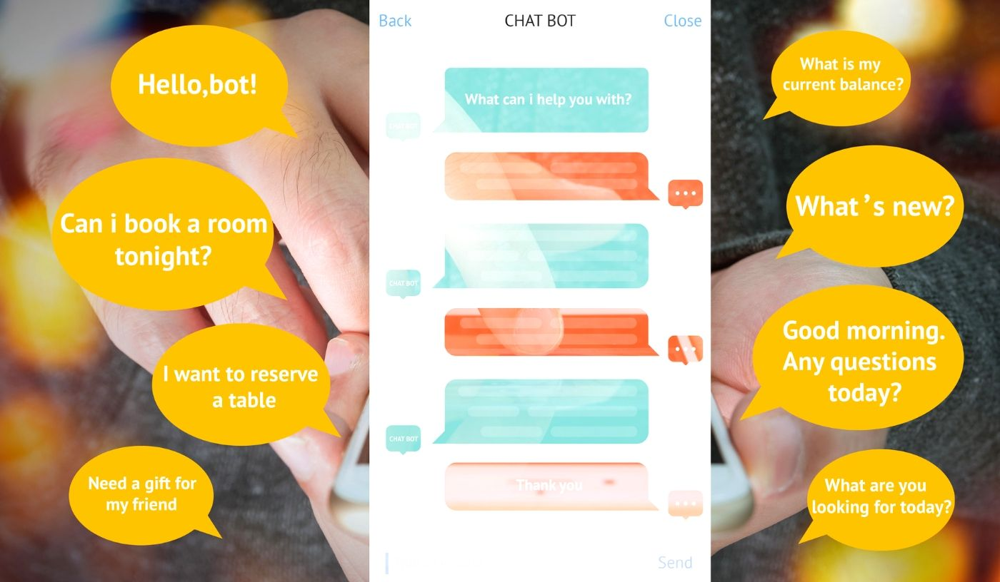 Hello,bot!
Can i book a room
tonight?
I want to reserve
a table
Need a gift for
my friend
Back
CHAT BOT
Close
What can i help you with?
CHAT BOT
CHAT BOT
CHAT BOT
Thank you
Send
What is my
current balance?
What’s new?
Good morning.
Any questions
today?
What are you
looking for today?